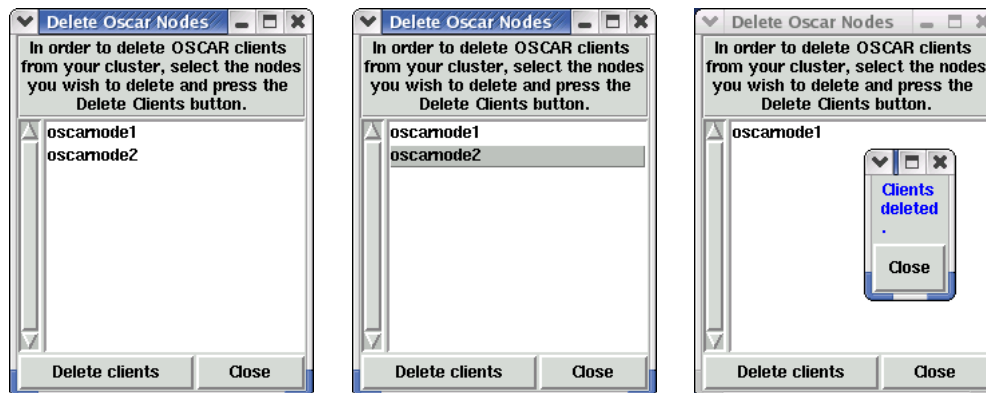 Delete Oscar Nodes
In order to delete OSCAR clients
from your cluster, select the nodes
you wish to delete and press the
Delete Clients button.
oscarnode1
oscarnode2
Delete clients
Close
Delete Oscar Nodes
In order to delete OSCAR clients
from your cluster, select the nodes
you wish to delete and press the
Delete Clients button.
oscarnode1
oscarnode2
Delete clients
Close
Delete Oscar Nodes
In order to delete OSCAR clients
from your cluster, select the nodes
you wish to delete and press the
Delete Clients button.
oscarnode1
Clients
deleted
.
Close
Delete clients
Close